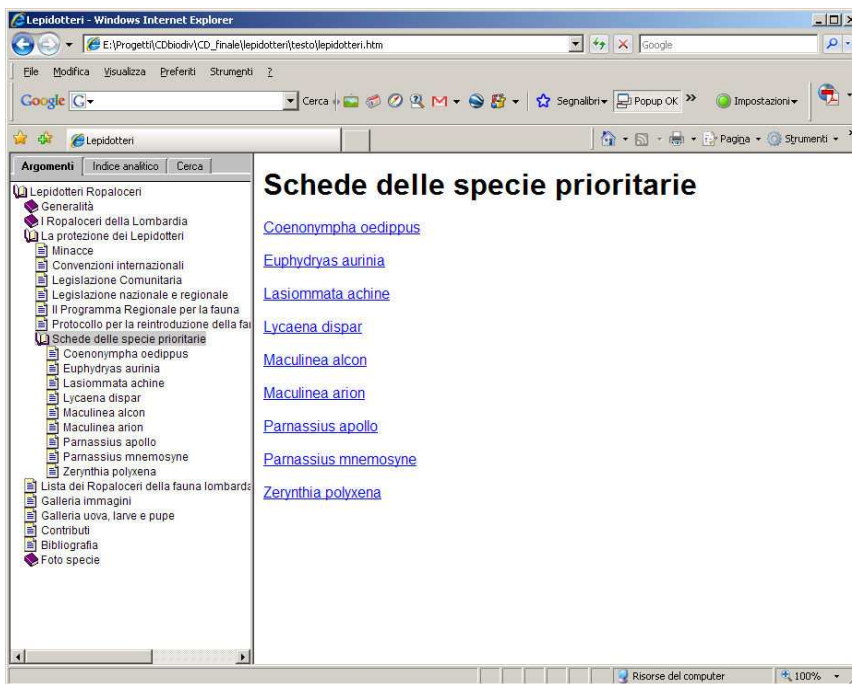 Lepidotteri - Windows Internet Explorer
E:\Progetti\CDbiodiv\CD_finale\lepidotteri\testo\lepidotteri.htm
Google
File Modifica Visualizza Preferiti Strumenti ?
Google G Cerca M Segnalibri Popup OK » Impostazioni
Lepidotteri
Pagina Strumenti »
Argomenti Indice analitico Cerca
Lepidotteri Ropaloceri
Generalità
I Ropaloceri della Lombardia
La protezione dei Lepidotteri
Minacce
Convenzioni internazionali
Legislazione Comunitaria
Legislazione nazionale e regionale
Il Programma Regionale per la fauna
Protocollo per la reintroduzione della fau
Schede delle specie prioritarie
Coenonympha oedippus
Euphydryas aurinia
Lasiommata achine
Lycaena dispar
Maculinea alcon
Maculinea arion
Parnassius apollo
Parnassius mnemosyne
Zerynthia polyxena
Lista dei Ropaloceri della fauna lombarda
Galleria immagini
Galleria uova, larve e pupe
Contributi
Bibliografia
Foto specie
Schede delle specie prioritarie
Coenonympha oedippus
Euphydryas aurinia
Lasiommata achine
Lycaena dispar
Maculinea alcon
Maculinea arion
Parnassius apollo
Parnassius mnemosyne
Zerynthia polyxena
Risorse del computer 100%